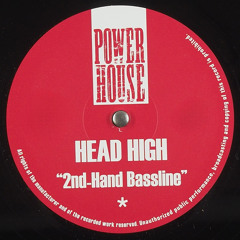 POWER
HOUSE
HEAD HIGH
"2nd-Hand Bassline"
*
All rights of the manufacturer and of the recorded work reserved. Unauthorized public performance, broadcasting and copying of this record is prohibited.